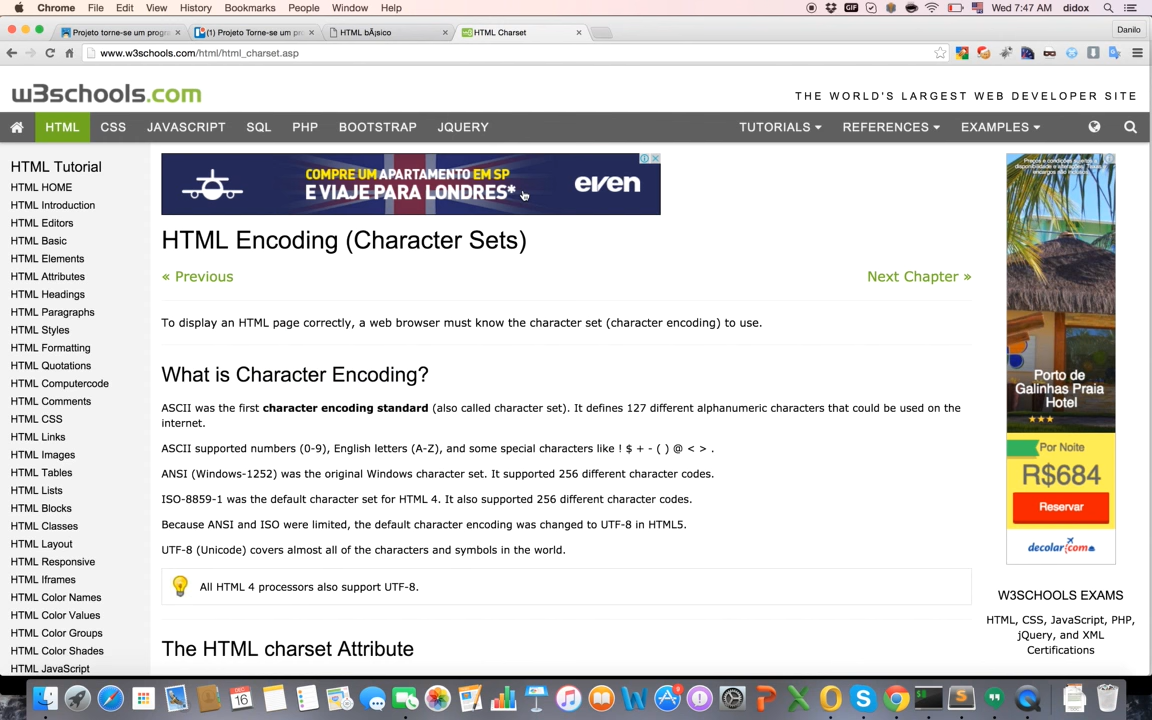 Chrome File Edit View History Bookmarks People Window Help
GIF Wed 7:47 AM didox
Projeto torne-se um progra
(1) Projeto Torne-se um pr
HTML bÃ¡sico
HTML Charset
Danilo
www.w3schools.com/html/html_charset.asp
w3schools.com
THE WORLD'S LARGEST WEB DEVELOPER SITE
HTML CSS JAVASCRIPT SQL PHP BOOTSTRAP JQUERY
TUTORIALS REFERENCES EXAMPLES
HTML Tutorial
HTML HOME
HTML Introduction
HTML Editors
HTML Basic
HTML Elements
HTML Attributes
HTML Headings
HTML Paragraphs
HTML Styles
HTML Formatting
HTML Quotations
HTML Computercode
HTML Comments
HTML CSS
HTML Links
HTML Images
HTML Tables
HTML Lists
HTML Blocks
HTML Classes
HTML Layout
HTML Responsive
HTML Iframes
HTML Color Names
HTML Color Values
HTML Color Groups
HTML Color Shades
HTML JavaScript
COMPRE UM APARTAMENTO EM SP
E VIAJE PARA LONDRES*
even
HTML Encoding (Character Sets)
« Previous
Next Chapter »
To display an HTML page correctly, a web browser must know the character set (character encoding) to use.
What is Character Encoding?
ASCII was the first character encoding standard (also called character set). It defines 127 different alphanumeric characters that could be used on the
internet.
ASCII supported numbers (0-9), English letters (A-Z), and some special characters like ! $ + - ( ) @ < > .
ANSI (Windows-1252) was the original Windows character set. It supported 256 different character codes.
ISO-8859-1 was the default character set for HTML 4. It also supported 256 different character codes.
Because ANSI and ISO were limited, the default character encoding was changed to UTF-8 in HTML5.
UTF-8 (Unicode) covers almost all of the characters and symbols in the world.
All HTML 4 processors also support UTF-8.
The HTML charset Attribute
Preços e condições sujeitos a
disponibilidade e alterações.
Porto de
Galinhas Praia
Hotel
Por Noite
R$684
Reservar
decolar.com
W3SCHOOLS EXAMS
HTML, CSS, JavaScript, PHP,
jQuery, and XML
Certifications
DEC
16